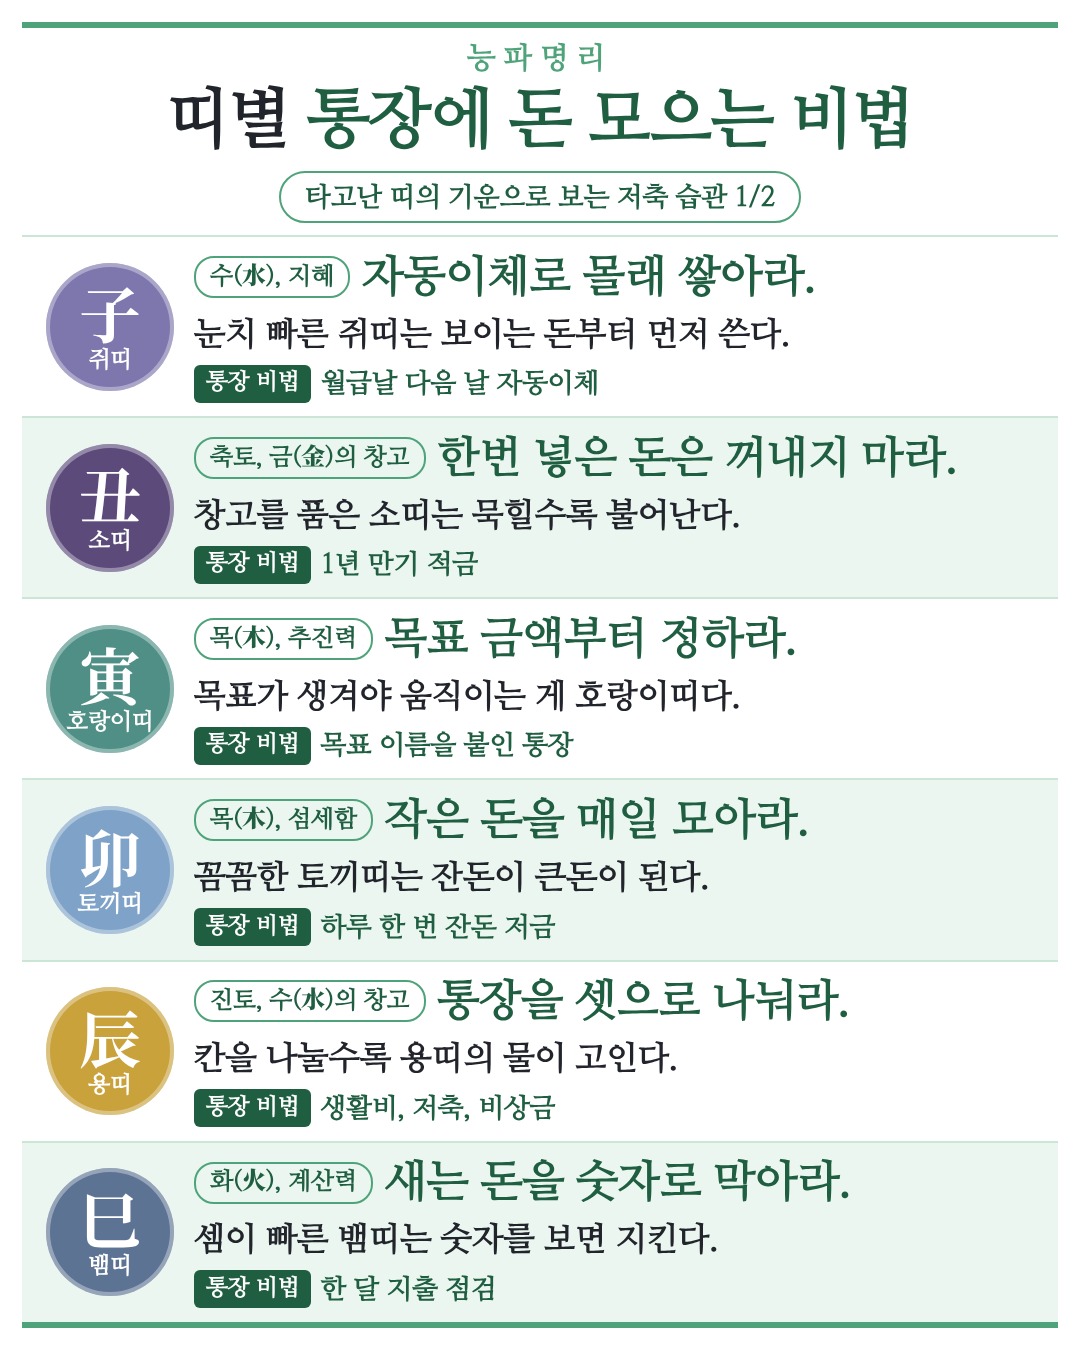 능파명리
띠별 통장에 돈 모으는 비법
타고난 띠의 기운으로 보는 저축 습관 1/2
子
쥐띠
수(水), 지혜 자동이체로 몰래 쌓아라.
눈치 빠른 쥐띠는 보이는 돈부터 먼저 쓴다.
통장 비법 월급날 다음 날 자동이체
丑
소띠
축토, 금(金)의 창고 한번 넣은 돈은 꺼내지 마라.
창고를 품은 소띠는 묵힐수록 불어난다.
통장 비법 1년 만기 적금
寅
호랑이띠
목(木), 추진력 목표 금액부터 정하라.
목표가 생겨야 움직이는 게 호랑이띠다.
통장 비법 목표 이름을 붙인 통장
卯
토끼띠
목(木), 섬세함 작은 돈을 매일 모아라.
꼼꼼한 토끼띠는 잔돈이 큰돈이 된다.
통장 비법 하루 한 번 잔돈 저금
辰
용띠
진토, 수(水)의 창고 통장을 셋으로 나눠라.
칸을 나눌수록 용띠의 물이 고인다.
통장 비법 생활비, 저축, 비상금
巳
뱀띠
화(火), 계산력 새는 돈을 숫자로 막아라.
셈이 빠른 뱀띠는 숫자를 보면 지킨다.
통장 비법 한 달 지출 점검